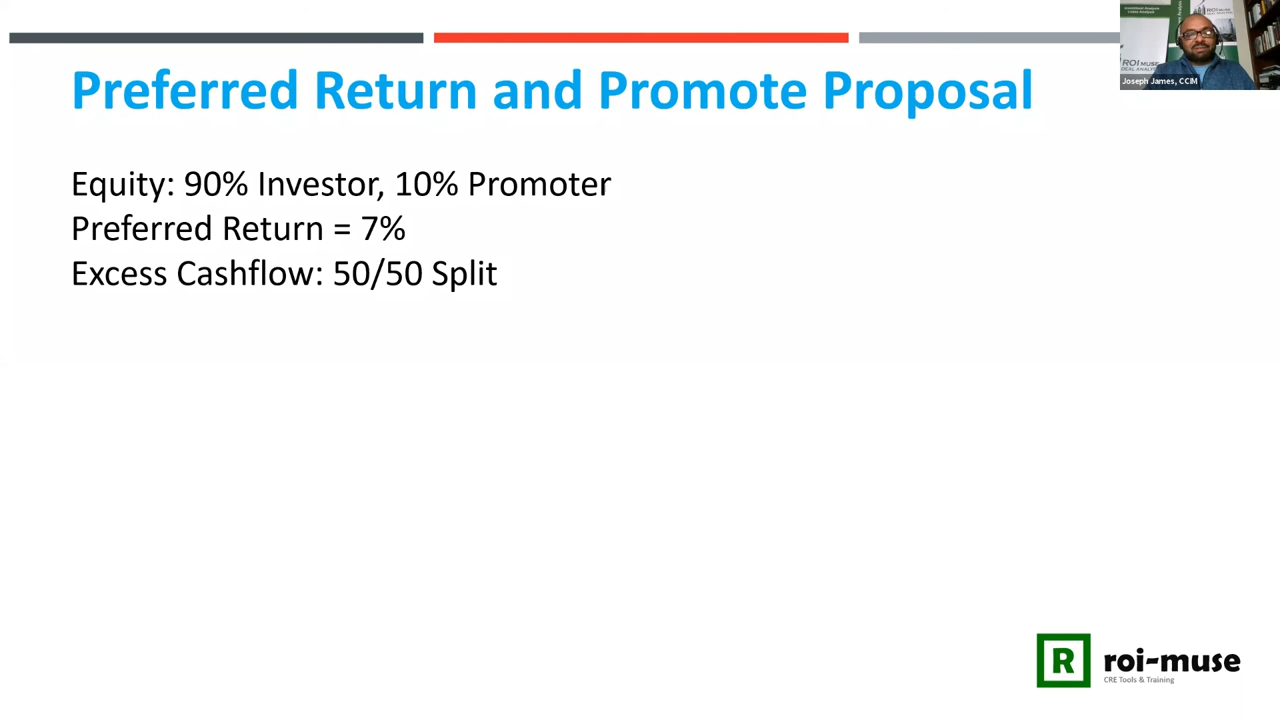 Preferred Return and Promote Proposal
Equity: 90% Investor, 10% Promoter
Preferred Return = 7%
Excess Cashflow: 50/50 Split
Joseph James, CCIM
R
roi-muse
CRE Tools & Training